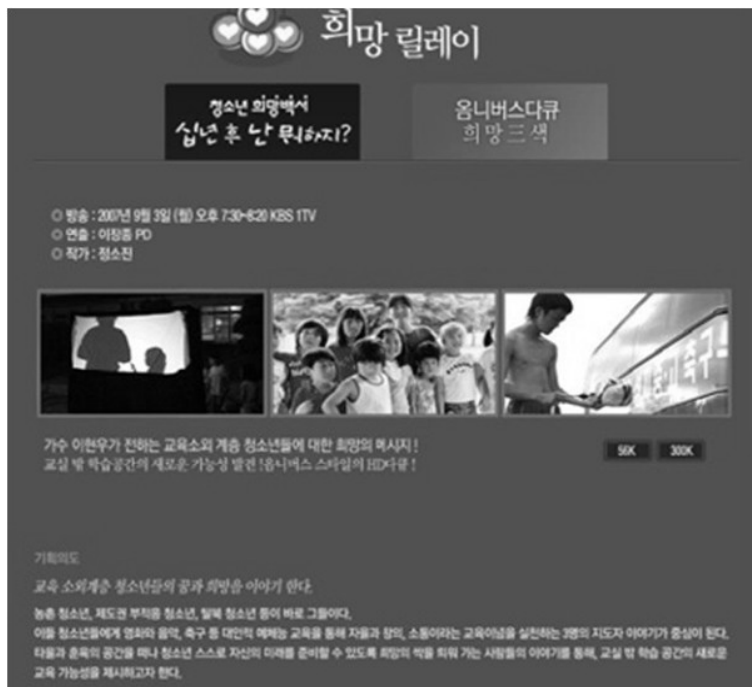 희망 릴레이
청소년 희망백서
십년 후 난 뭐하지?
옴니버스다큐
희망三색
◎ 방송 : 2007년 9월 3일 (월) 오후 7:30~8:20 KBS 1TV
◎ 연출 : 이정종 PD
◎ 작가 : 정소진
축구
가수 이현우가 전하는 교육소외 계층 청소년들에 대한 희망의 메시지 !
교실 밖 학습공간의 새로운 가능성 발견 !옴니버스 스타일의 HD다큐 !
56K 300K
기획의도
교육 소외계층 청소년들의 꿈과 희망을 이야기 한다.
농촌 청소년, 제도권 부적응 청소년, 탈북 청소년 등이 바로 그들이다.
이들 청소년들에게 영화와 음악, 축구 등 대안적 예체능 교육을 통해 자율과 창의, 소통이라는 교육이념을 실천하는 3명의 지도자 이야기가 중심이 된다.
타율과 훈육의 공간을 떠나 청소년 스스로 자신의 미래를 준비할 수 있도록 희망의 싹을 틔워 가는 사람들의 이야기를 통해, 교실 밖 학습 공간의 새로운
교육 가능성을 제시하고자 한다.